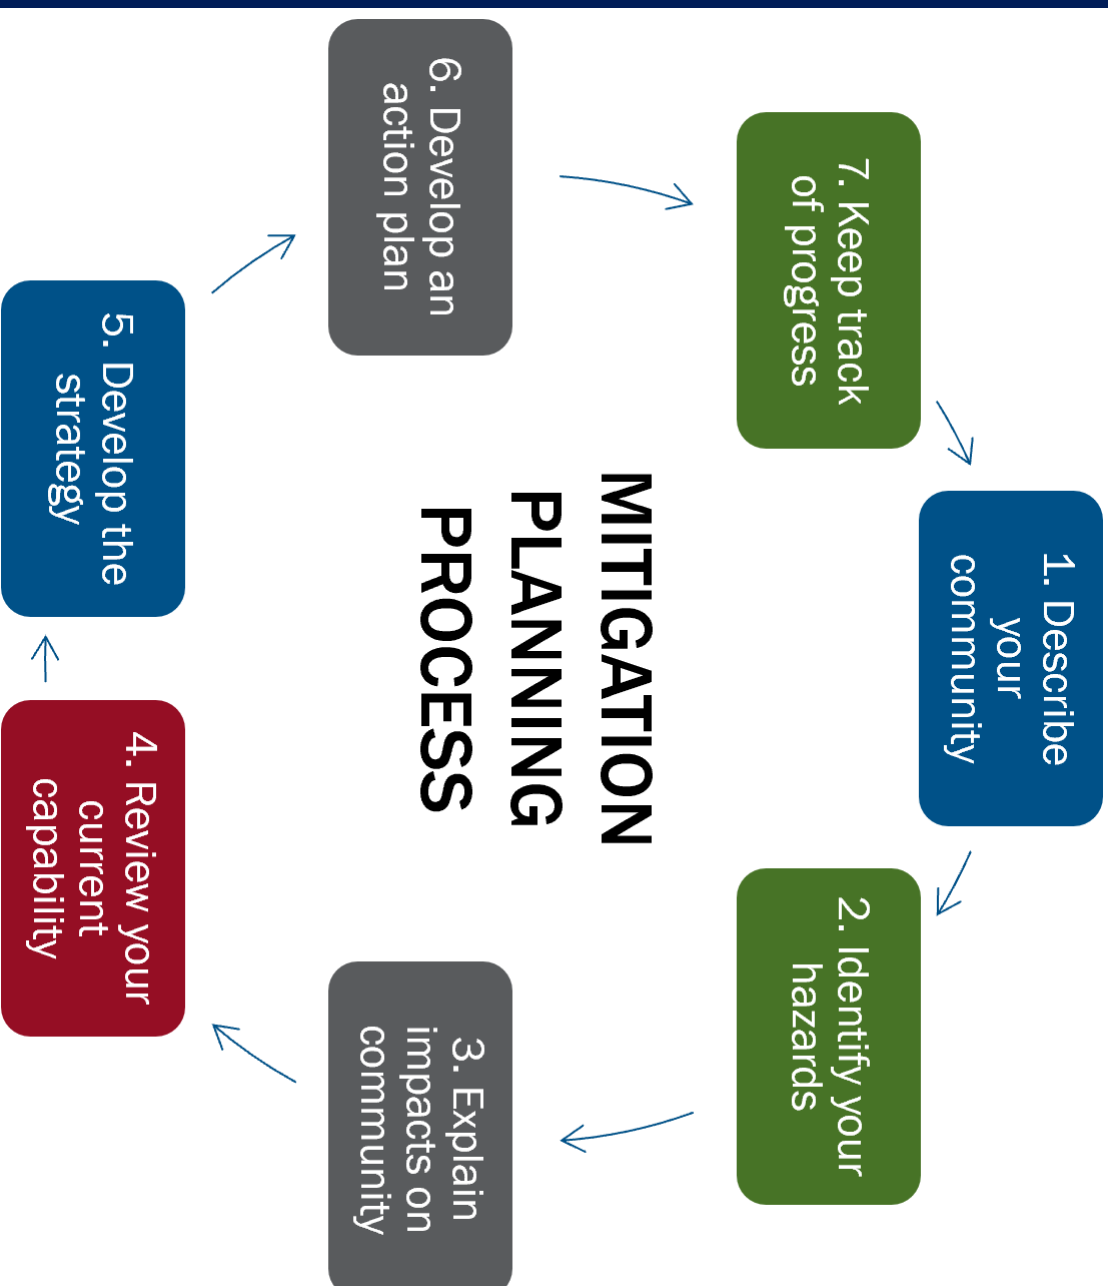 MITIGATION
PLANNING
PROCESS
1. Describe
your
community
2. Identify your
hazards
3. Explain
impacts on
community
4. Review your
current
capability
5. Develop the
strategy
6. Develop an
action plan
7. Keep track
of progress